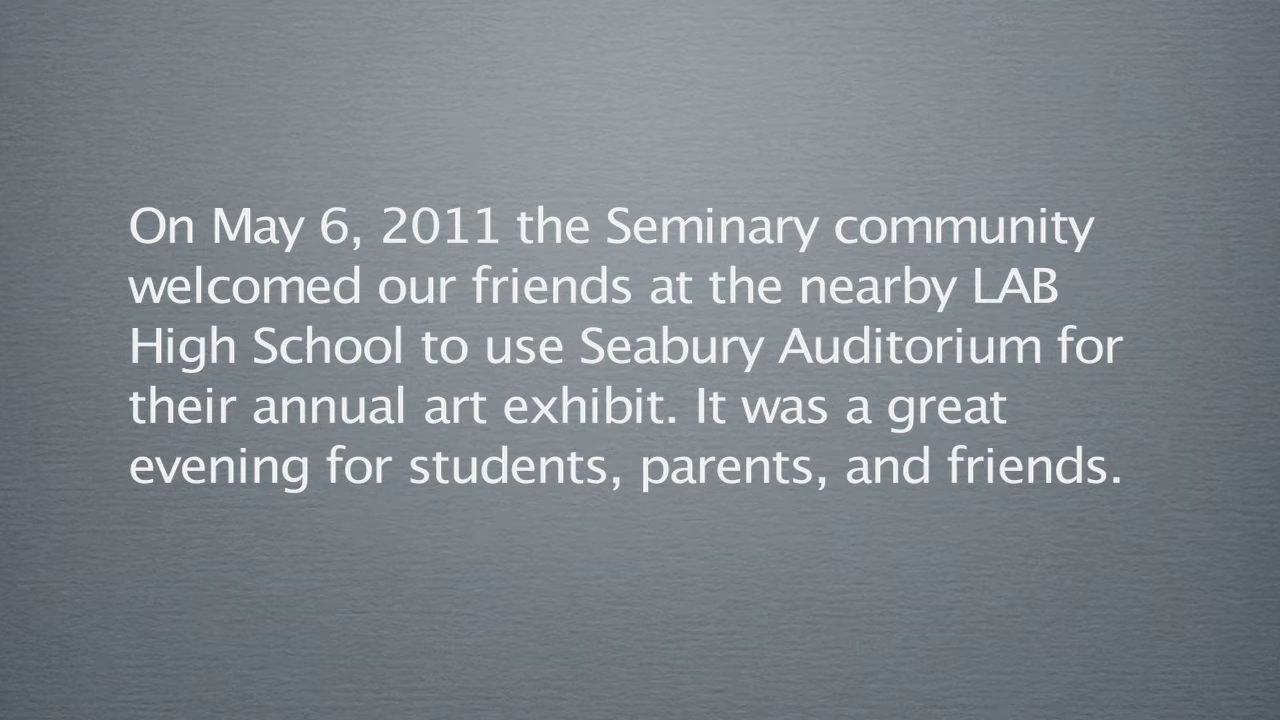 On May 6, 2011 the Seminary community
welcomed our friends at the nearby LAB
High School to use Seabury Auditorium for
their annual art exhibit. It was a great
evening for students, parents, and friends.